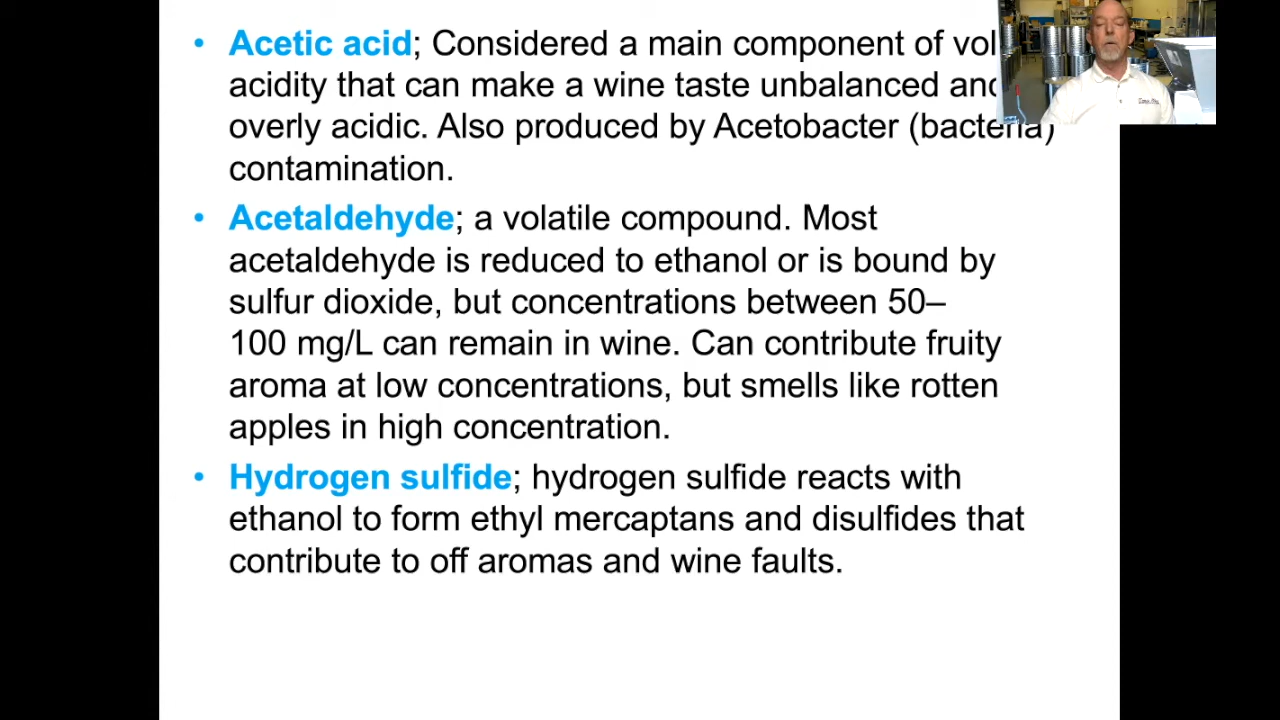 • Acetic acid; Considered a main component of vol
acidity that can make a wine taste unbalanced and
overly acidic. Also produced by Acetobacter (bacteria)
contamination.
• Acetaldehyde; a volatile compound. Most
acetaldehyde is reduced to ethanol or is bound by
sulfur dioxide, but concentrations between 50–
100 mg/L can remain in wine. Can contribute fruity
aroma at low concentrations, but smells like rotten
apples in high concentration.
• Hydrogen sulfide; hydrogen sulfide reacts with
ethanol to form ethyl mercaptans and disulfides that
contribute to off aromas and wine faults.